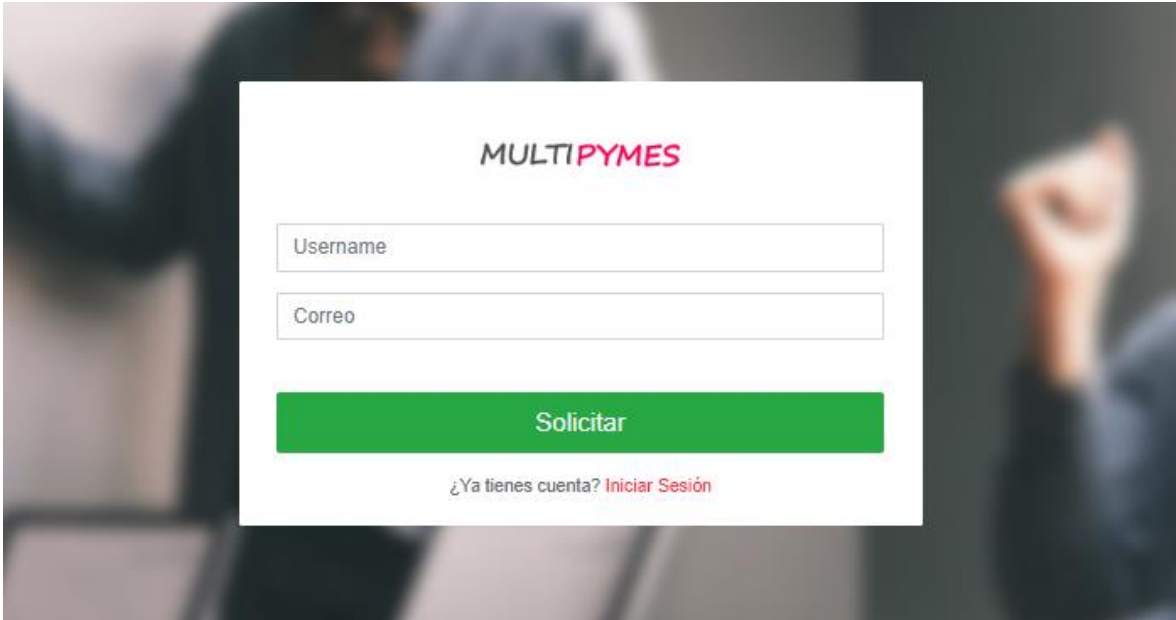 MULTIPYMES
Username
Correo
Solicitar
¿Ya tienes cuenta? Iniciar Sesión